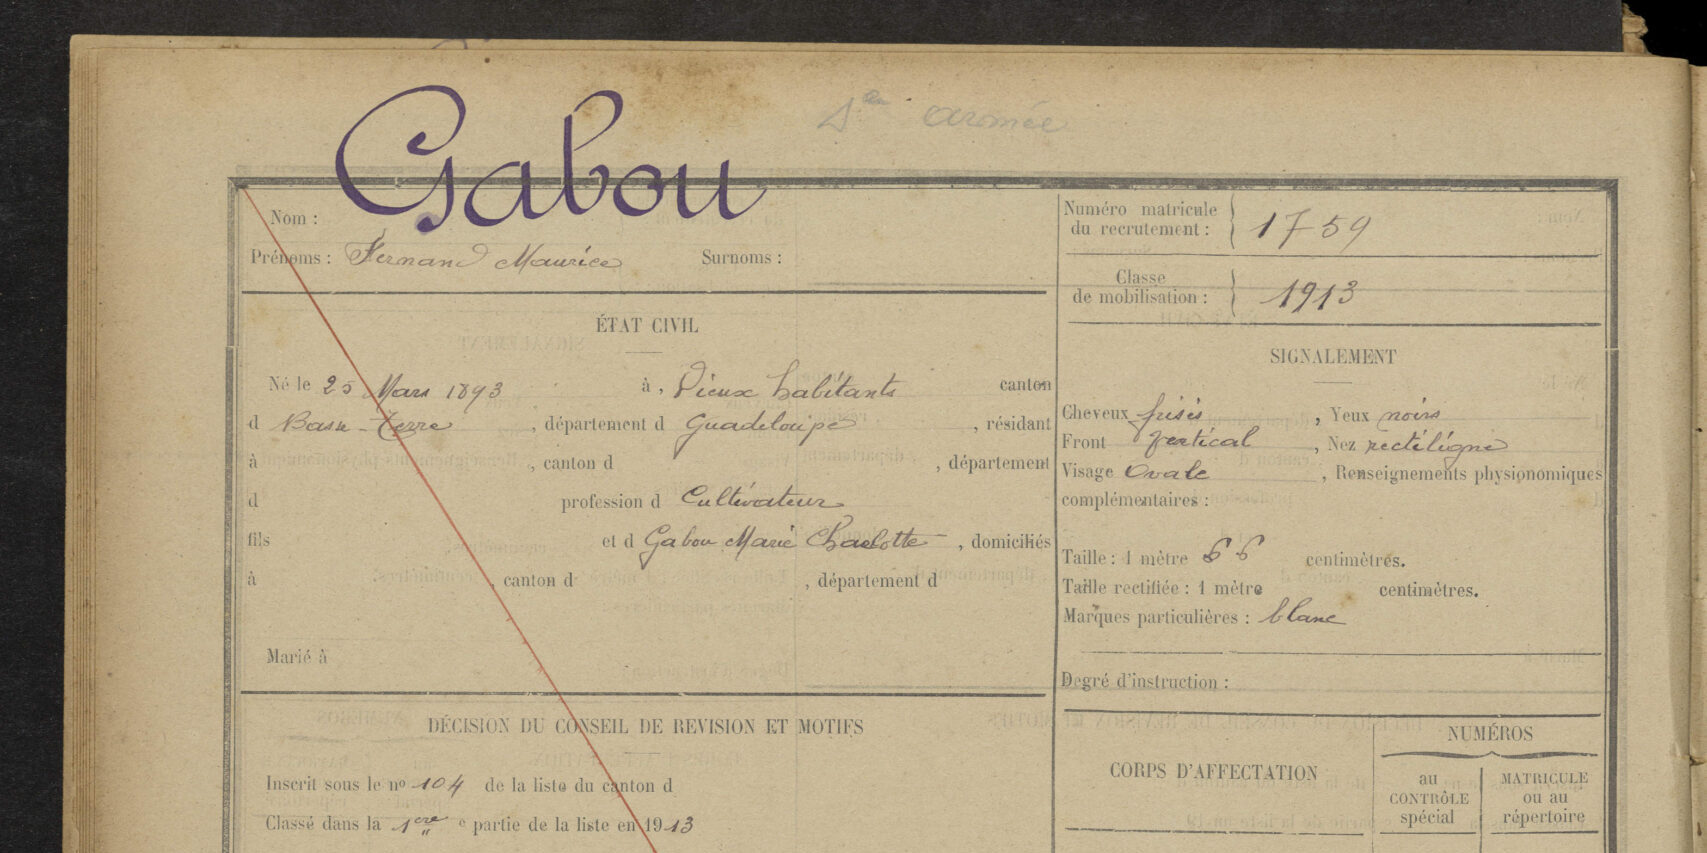 1re armée
Gabou
Nom :
Prénoms : Fernand Maurice Surnoms :
Numéro matricule
du recrutement : 1759
Classe
de mobilisation : 1913
ÉTAT CIVIL
Né le 25 Mars 1893 à, Vieux habitants canton
d Basse-terre, département d Guadeloupe, résidant
à , canton d , département
d profession d Cultivateur
fils et d Gabou Marie Charlotte, domiciliés
à , canton d , département d
Marié à
SIGNALEMENT
Cheveux frisés, Yeux noirs
Front vertical, Nez rectiligne
Visage Ovale, Renseignements physionomiques
complémentaires :
Taille : 1 mètre 66 centimètres.
Taille rectifiée : 1 mètre centimètres.
Marques particulières : blanc
Degré d'instruction :
DÉCISION DU CONSEIL DE REVISION ET MOTIFS
Inscrit sous le no 104 de la liste du canton d
Classé dans la 1ere e partie de la liste en 1913
CORPS D'AFFECTATION
NUMÉROS
au
CONTRÔLE
spécial
MATRICULE
ou au
répertoire